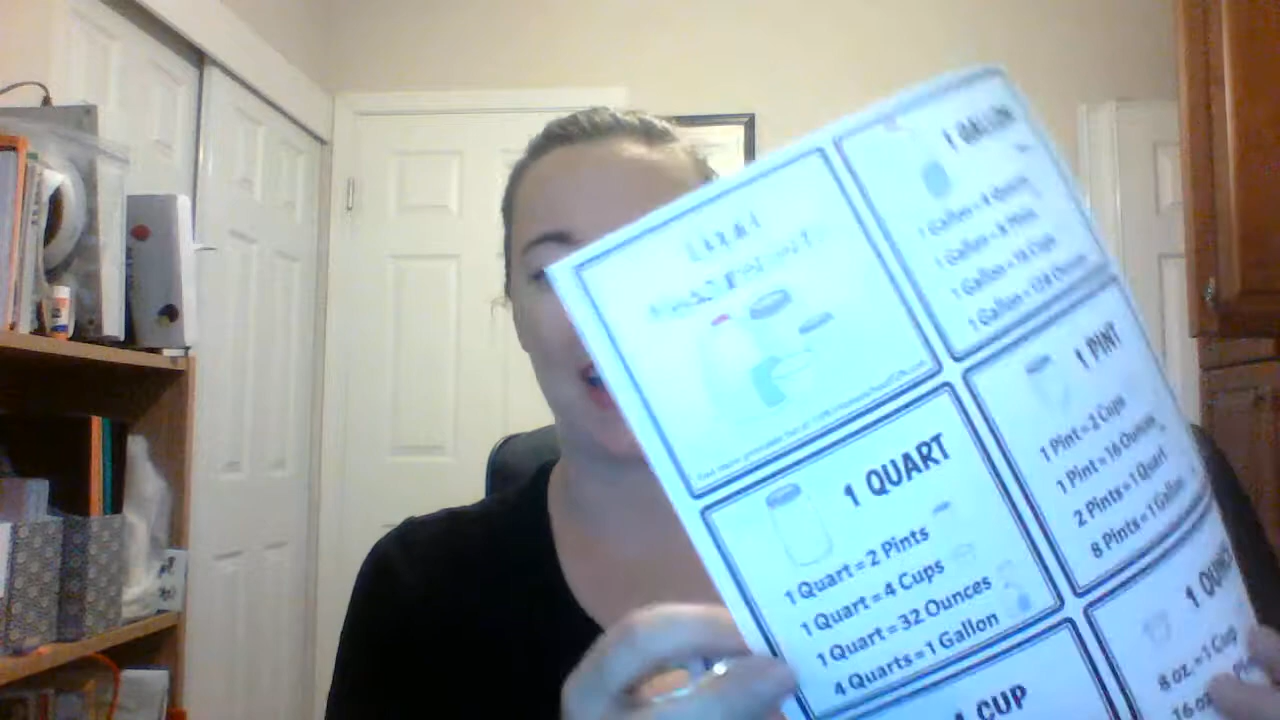 1 GALLON
1 Gallon = 4 Quarts
1 Gallon = 8 Pints
1 Gallon = 16 Cups
1 Gallon = 128 Ounces
1 QUART
1 Quart = 2 Pints
1 Quart = 4 Cups
1 Quart = 32 Ounces
4 Quarts = 1 Gallon
1 PINT
1 Pint = 2 Cups
1 Pint = 16 Ounces
2 Pints = 1 Quart
8 Pints = 1 Gallon
CUP
1
8 oz. = 1 Cup
16 oz